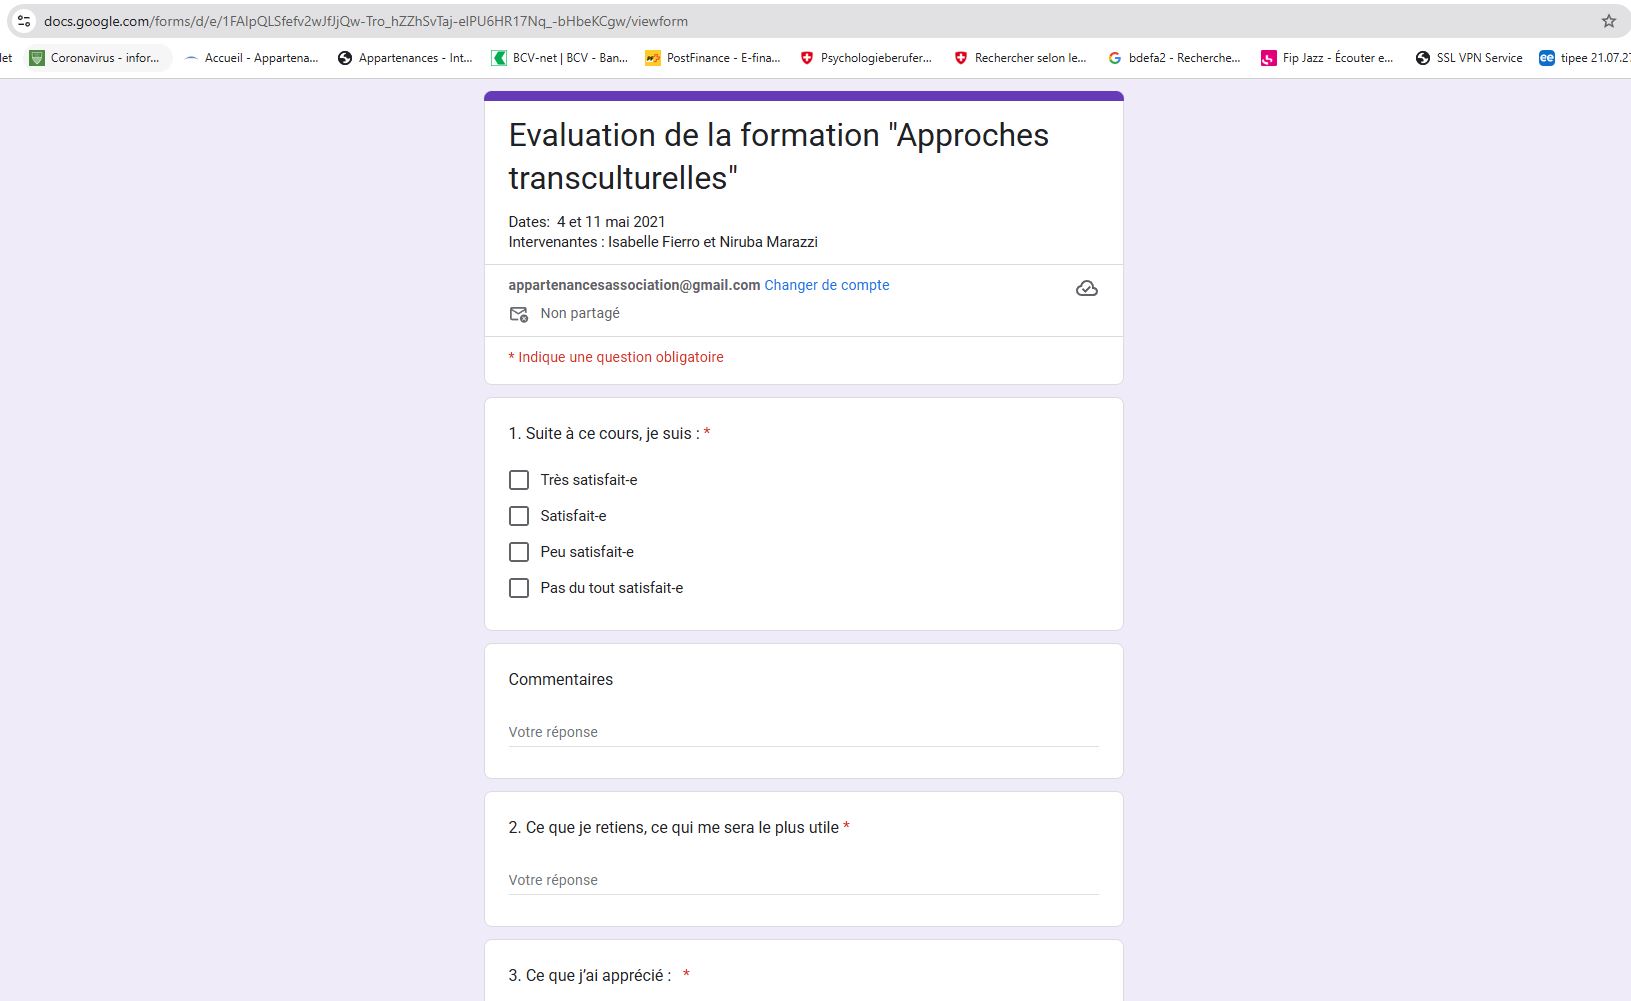 docs.google.com/forms/d/e/1FAIpQLSfefv2wJfJjQw-Tro_hZZhSvTaj-elPU6HR17Nq_-bHbeKCgw/viewform
let Coronavirus - infor... Accueil - Appartena... Appartenances - Int... BCV-net | BCV - Ban... PostFinance - E-fina... Psychologieberufer... Rechercher selon le... bdefa2 - Recherche... Fip Jazz - Écouter e... SSL VPN Service ee tipee 21.07.27
Evaluation de la formation "Approches
transculturelles"
Dates:  4 et 11 mai 2021
Intervenantes : Isabelle Fierro et Niruba Marazzi
appartenancesassociation@gmail.com Changer de compte
Non partagé
* Indique une question obligatoire
1. Suite à ce cours, je suis : *
Très satisfait-e
Satisfait-e
Peu satisfait-e
Pas du tout satisfait-e
Commentaires
Votre réponse
2. Ce que je retiens, ce qui me sera le plus utile *
Votre réponse
3. Ce que j’ai apprécié :  *